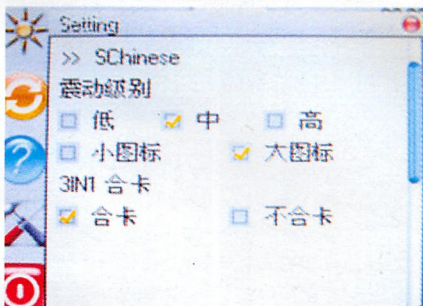 Setting
>> SChinese
震动级别
低 中 高
小图标 大图标
3IN1 合卡
合卡 不合卡